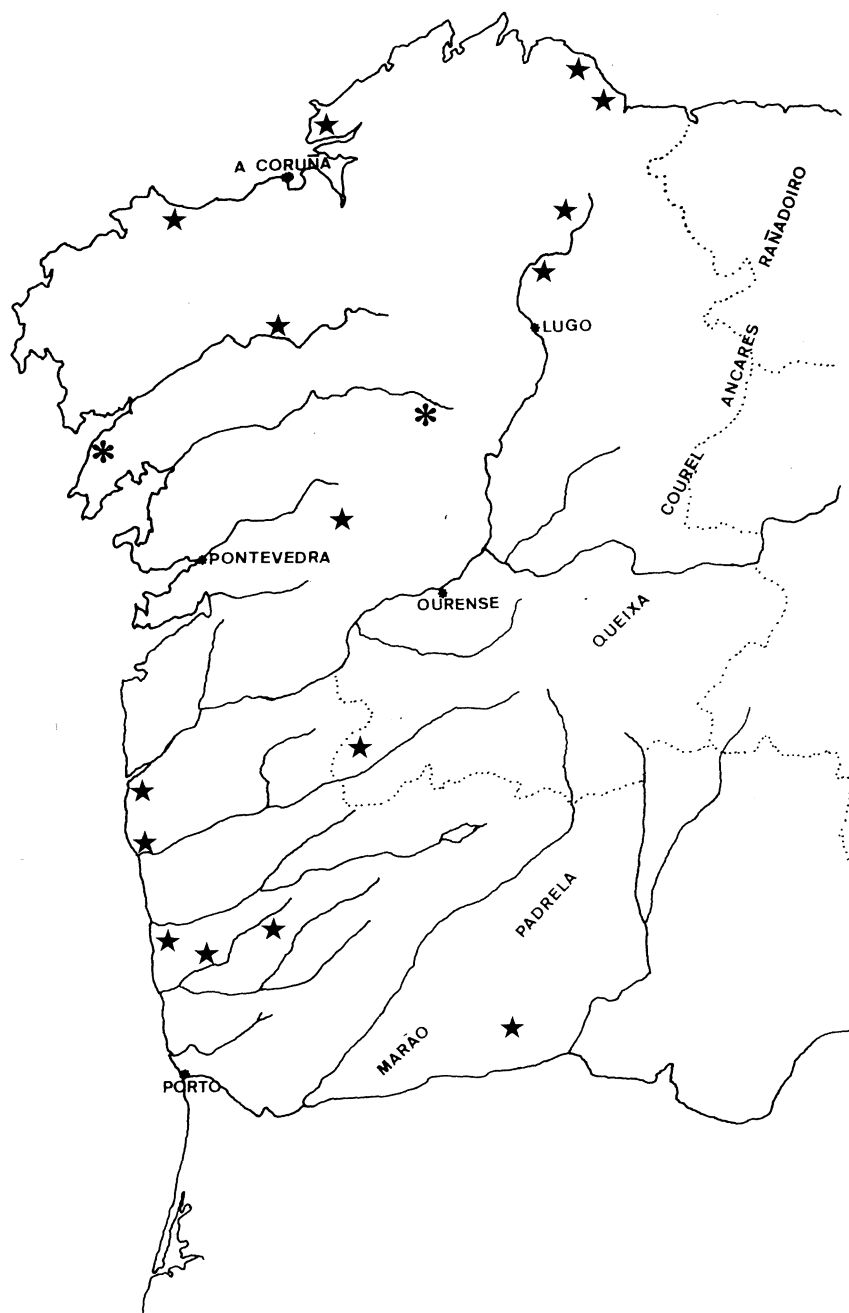 A CORUÑA
RAÑADOIRO
LUGO
ANCARES
COUREL
PONTEVEDRA
OURENSE
QUEIXA
PADRELA
MARÃO
PORTO